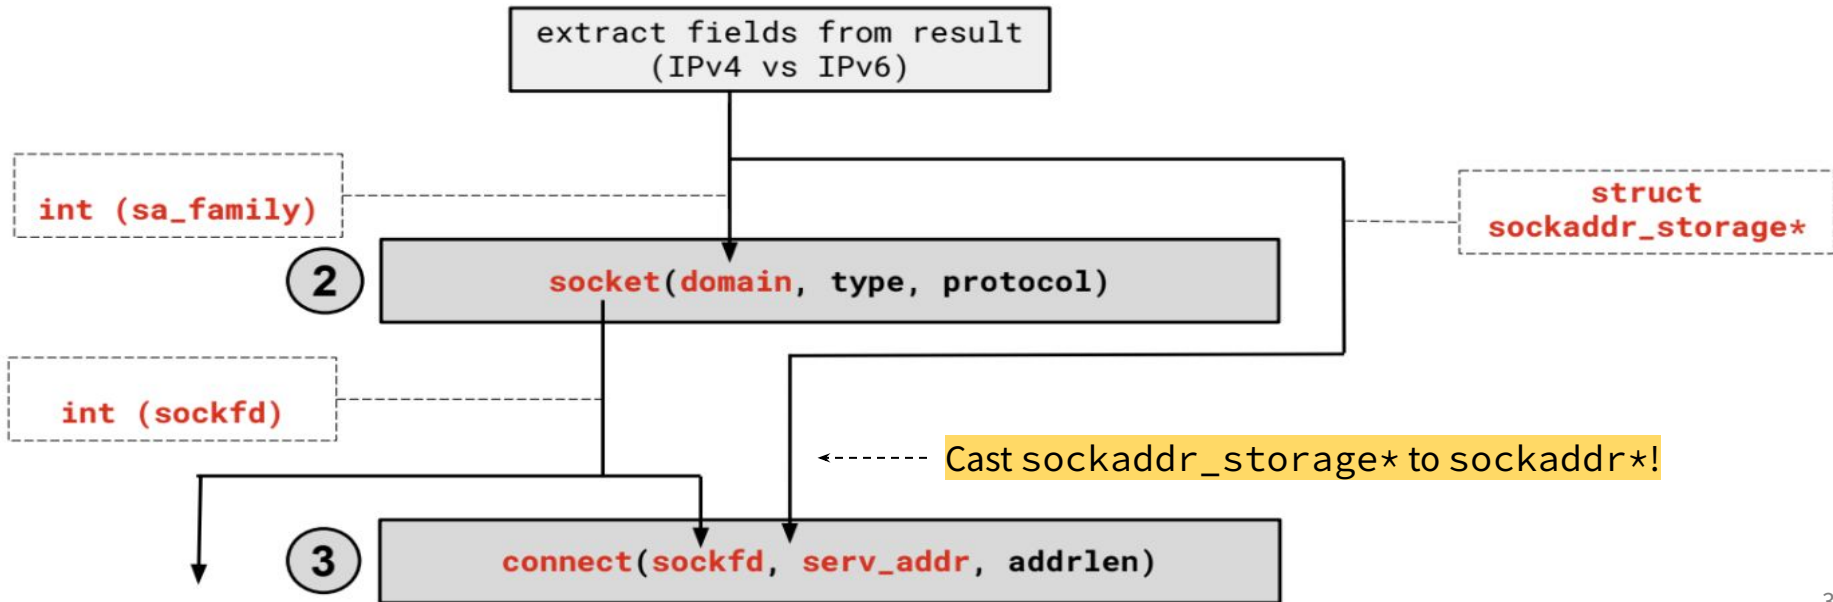 extract fields from result
(IPv4 vs IPv6)
int (sa_family)
struct
sockaddr_storage*
2
socket(domain, type, protocol)
int (sockfd)
Cast sockaddr_storage* to sockaddr*!
3
connect(sockfd, serv_addr, addrlen)